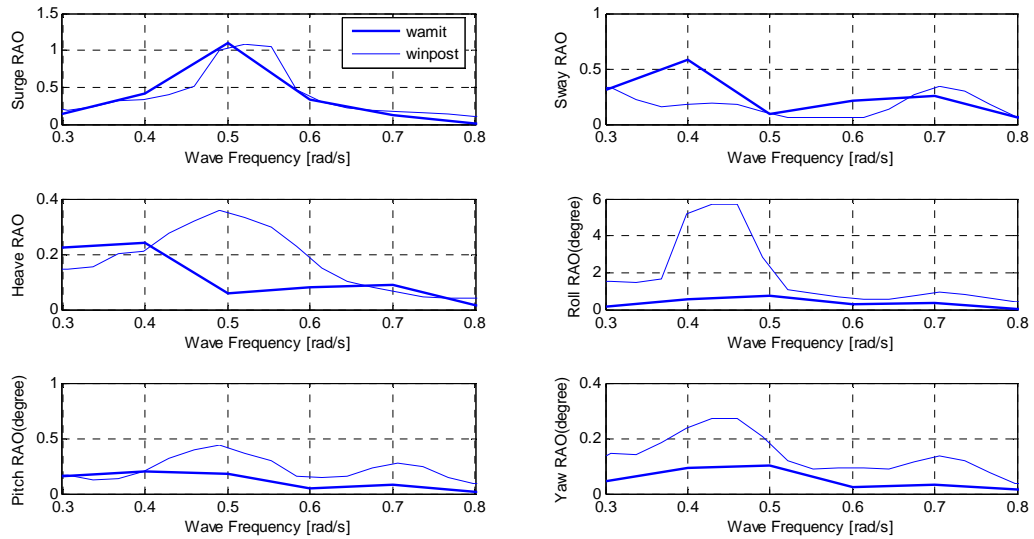 1.5
1
0.5
0
Surge RAO
wamit
winpost
0.3 0.4 0.5 0.6 0.7 0.8
Wave Frequency [rad/s]
1
0.5
0
Sway RAO
0.3 0.4 0.5 0.6 0.7 0.8
Wave Frequency [rad/s]
0.4
0.2
0
Heave RAO
0.3 0.4 0.5 0.6 0.7 0.8
Wave Frequency [rad/s]
6
4
2
0
Roll RAO(degree)
0.3 0.4 0.5 0.6 0.7 0.8
Wave Frequency [rad/s]
1
0.5
0
Pitch RAO(degree)
0.3 0.4 0.5 0.6 0.7 0.8
Wave Frequency [rad/s]
0.4
0.2
0
Yaw RAO(degree)
0.3 0.4 0.5 0.6 0.7 0.8
Wave Frequency [rad/s]